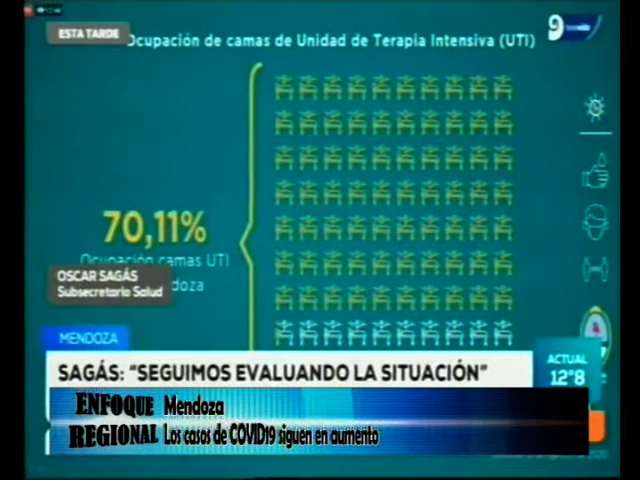 ESTA TARDE
Ocupación de camas de Unidad de Terapia Intensiva (UTI)
9
70,11%
Ocupación camas UTI
doza
OSCAR SAGÁS
Subsecretario Salud
MENDOZA
SAGÁS: “SEGUIMOS EVALUANDO LA SITUACIÓN”
ACTUAL
12°8
ENFOQUE
REGIONAL
Mendoza
Los casos de COVID19 siguen en aumento